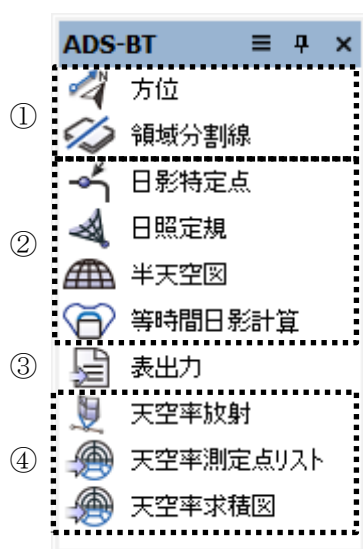 ADS-BT
① 方位
領域分割線
② 日影特定点
日照定規
半天空図
等時間日影計算
③ 表出力
④ 天空率放射
天空率測定点リスト
天空率求積図